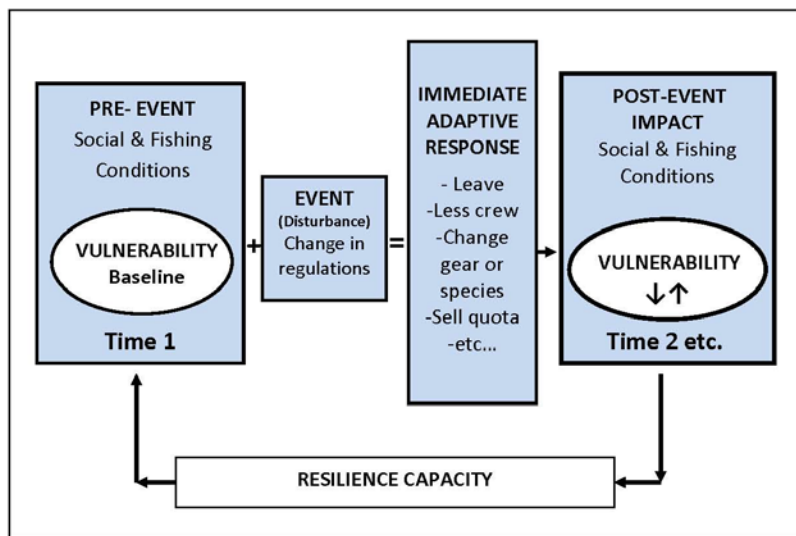 PRE- EVENT
Social & Fishing
Conditions
VULNERABILITY
Baseline
Time 1
+
EVENT
(Disturbance)
Change in
regulations
=
IMMEDIATE
ADAPTIVE
RESPONSE
- Leave
-Less crew
-Change
gear or
species
-Sell quota
-etc...
POST-EVENT
IMPACT
Social & Fishing
Conditions
VULNERABILITY
↓↑
Time 2 etc.
RESILIENCE CAPACITY